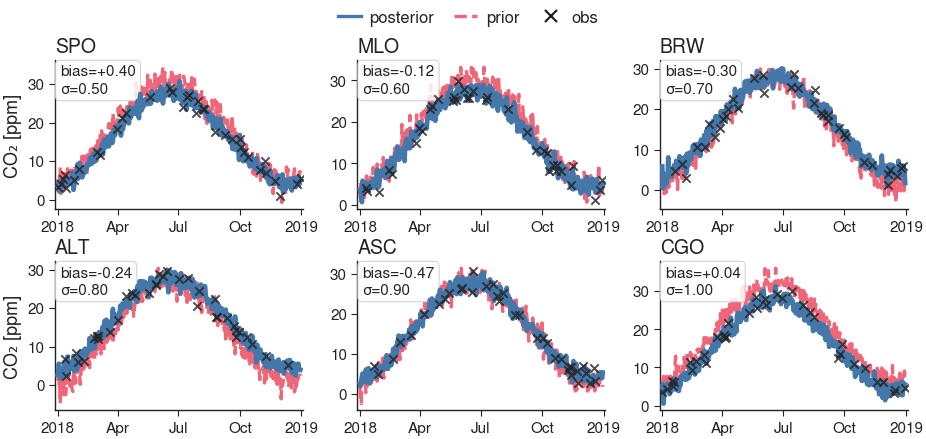 posterior prior obs
SPO
bias=+0.40
σ=0.50
CO₂ [ppm]
30
20
10
0
2018 Apr Jul Oct 2019
MLO
bias=-0.12
σ=0.60
30
20
10
0
2018 Apr Jul Oct 2019
BRW
bias=-0.30
σ=0.70
30
20
10
0
2018 Apr Jul Oct 2019
ALT
bias=-0.24
σ=0.80
CO₂ [ppm]
30
20
10
0
2018 Apr Jul Oct 2019
ASC
bias=-0.47
σ=0.90
30
20
10
0
2018 Apr Jul Oct 2019
CGO
bias=+0.04
σ=1.00
30
20
10
0
2018 Apr Jul Oct 2019